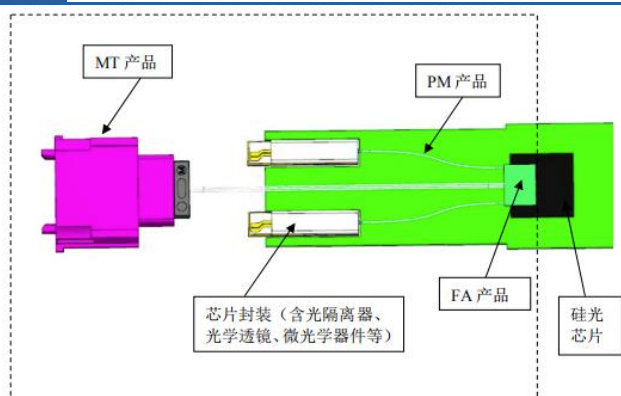 MT 产品
PM 产品
芯片封装（含光隔离器、
光学透镜、微光学器件等）
FA 产品
硅光
芯片